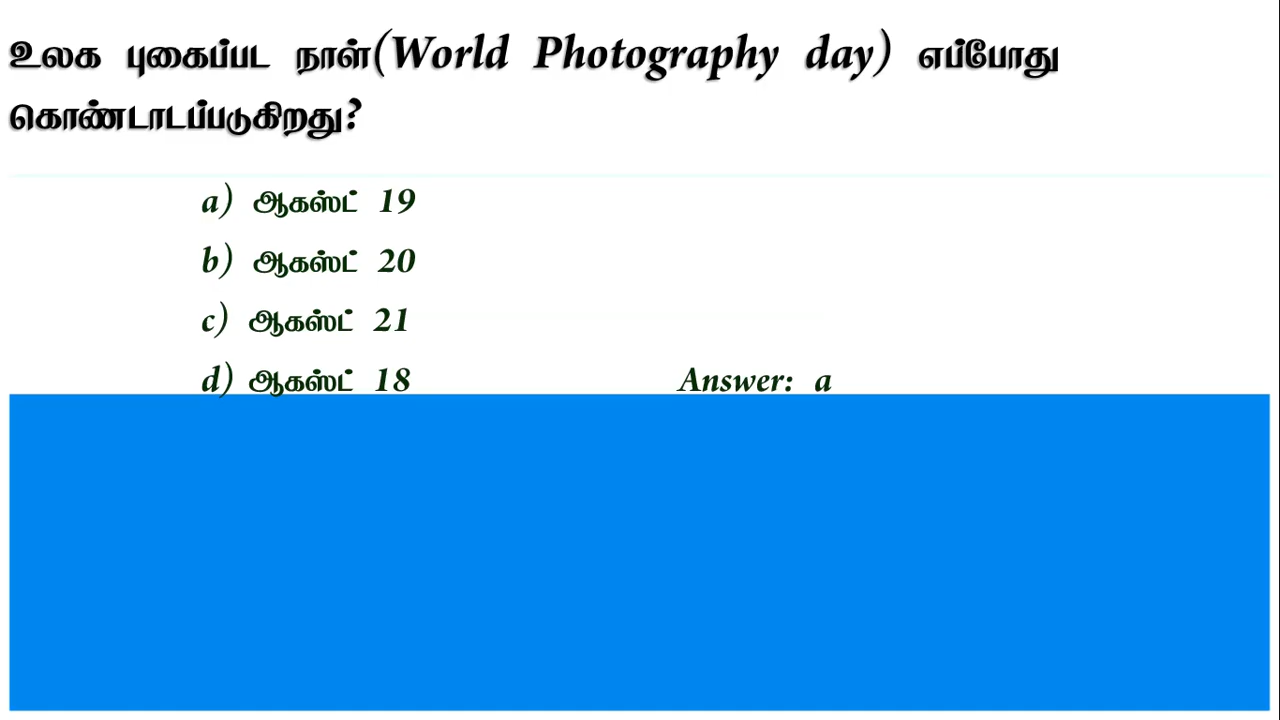 உலக புகைப்பட நாள்(World Photography day) எப்போது
கொண்டாடப்படுகிறது?
a) ஆகஸ்ட் 19
b) ஆகஸ்ட் 20
c) ஆகஸ்ட் 21
d) ஆகஸ்ட் 18 Answer: a